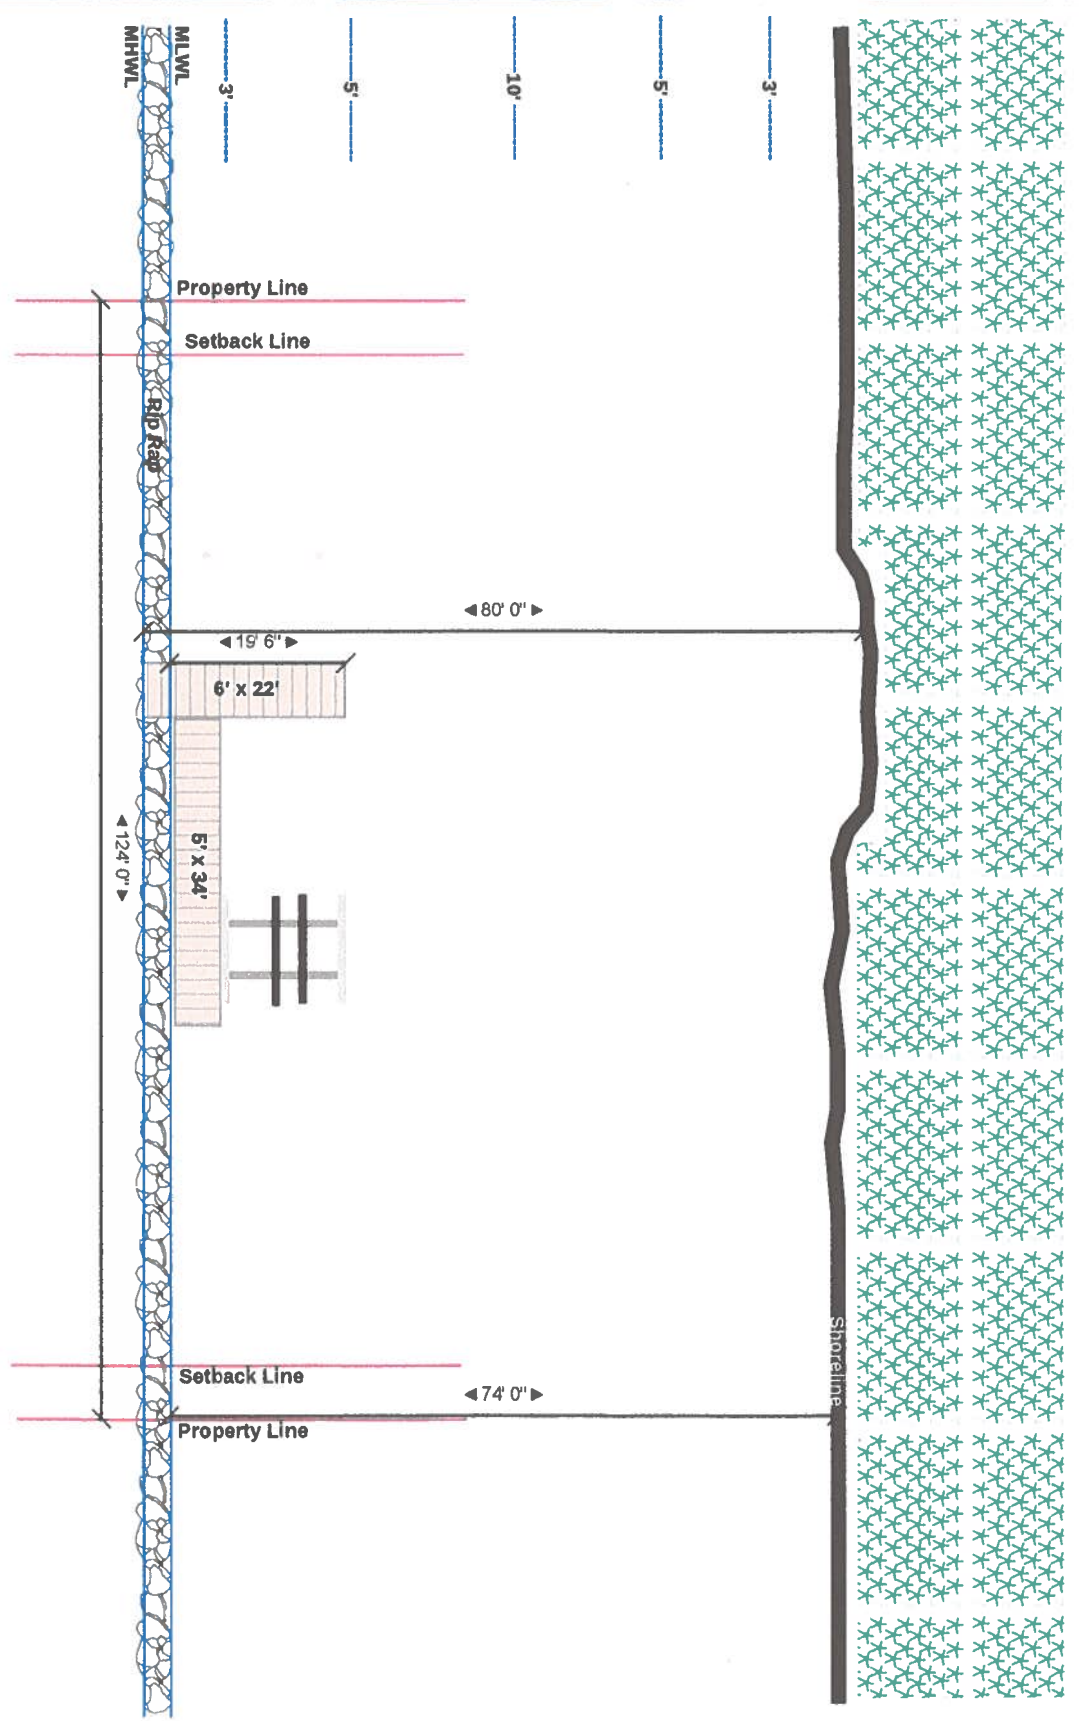 MHWL
MLWL
3'
5'
10'
5'
3'
Property Line
Setback Line
Rip Rap
◄80' 0"►
◄19' 6"►
6' x 22'
5' x 34'
◄124' 0"►
Shoreline
Setback Line
◄74' 0"►
Property Line